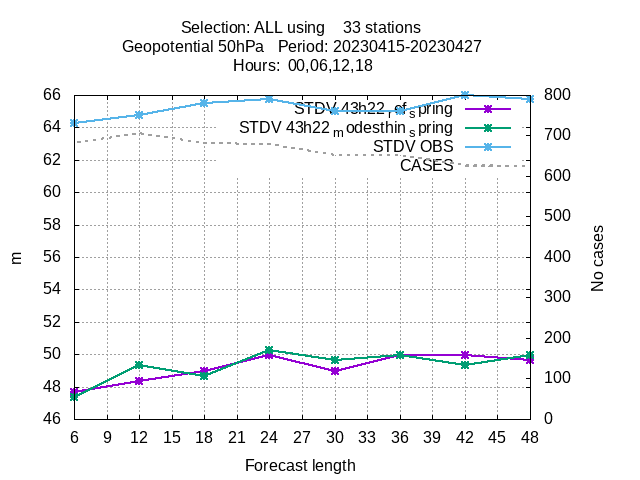 Selection: ALL using 33 stations
Geopotential 50hPa Period: 20230415-20230427
Hours: 00,06,12,18
STDV 43h22_ref_spring
STDV 43h22_modesthin_spring
STDV OBS
CASES
66
64
62
60
58
56
54
52
50
48
46
m
800
700
600
500
400
300
200
100
0
No cases
6 9 12 15 18 21 24 27 30 33 36 39 42 45 48
Forecast length